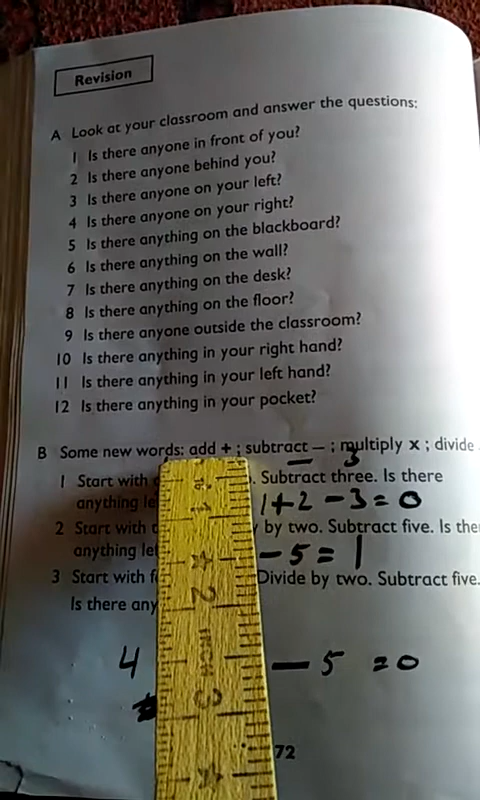 Revision
A Look at your classroom and answer the questions:
1 Is there anyone in front of you?
2 Is there anyone behind you?
3 Is there anyone on your left?
4 Is there anyone on your right?
5 Is there anything on the blackboard?
6 Is there anything on the wall?
7 Is there anything on the desk?
8 Is there anything on the floor?
9 Is there anyone outside the classroom?
10 Is there anything in your right hand?
11 Is there anything in your left hand?
12 Is there anything in your pocket?
B Some new words: add + ; subtract — ; multiply x ; divide
— 3
1 Start with . Subtract three. Is there
anything 1+2-3=0
2 Start with by two. Subtract five. Is
anything -5=1
3 Start with Divide by two. Subtract five.
Is there
4 -5 =0
1
2
INCH
3
72